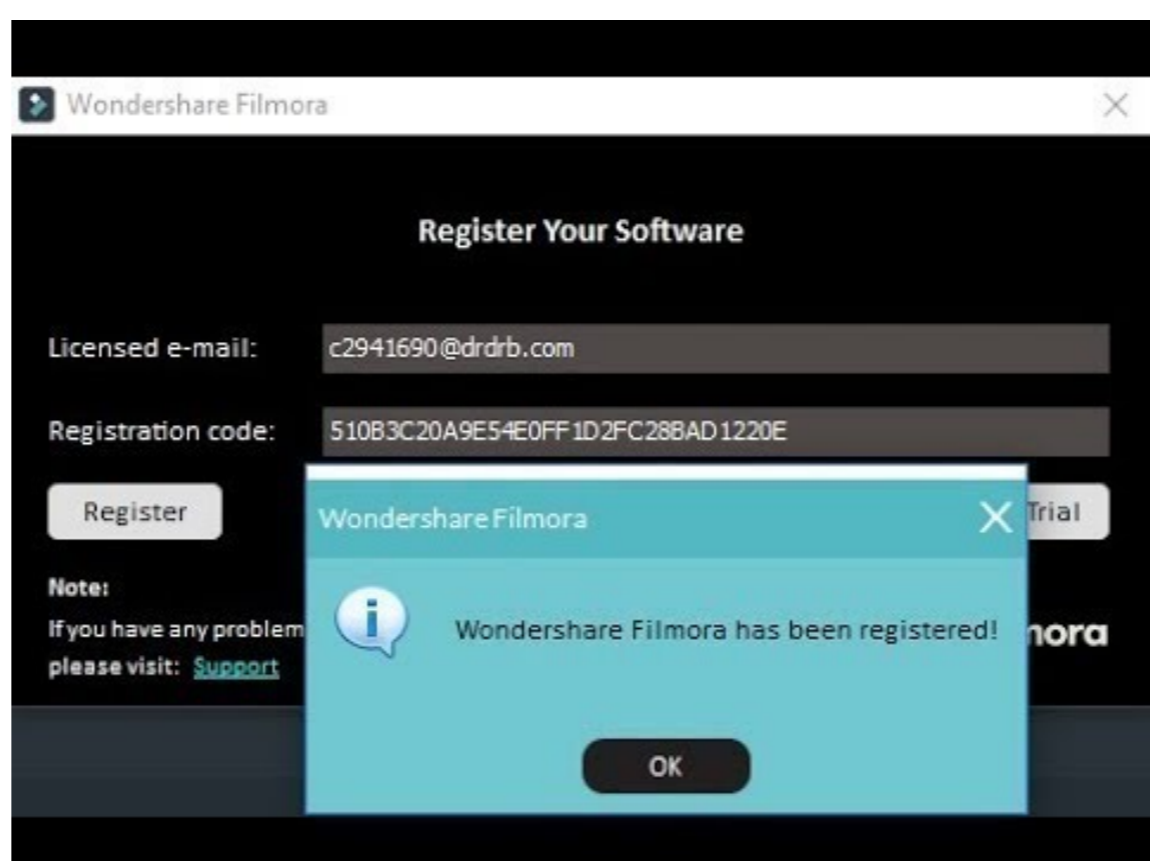 Wondershare Filmora
Register Your Software
Licensed e-mail: c2941690@drdrb.com
Registration code: 510B3C20A9E54E0FF1D2FC28BAD1220E
Register
Trial
Wondershare Filmora
Wondershare Filmora has been registered!
OK
Note:
If you have any problem
please visit: Support
mora